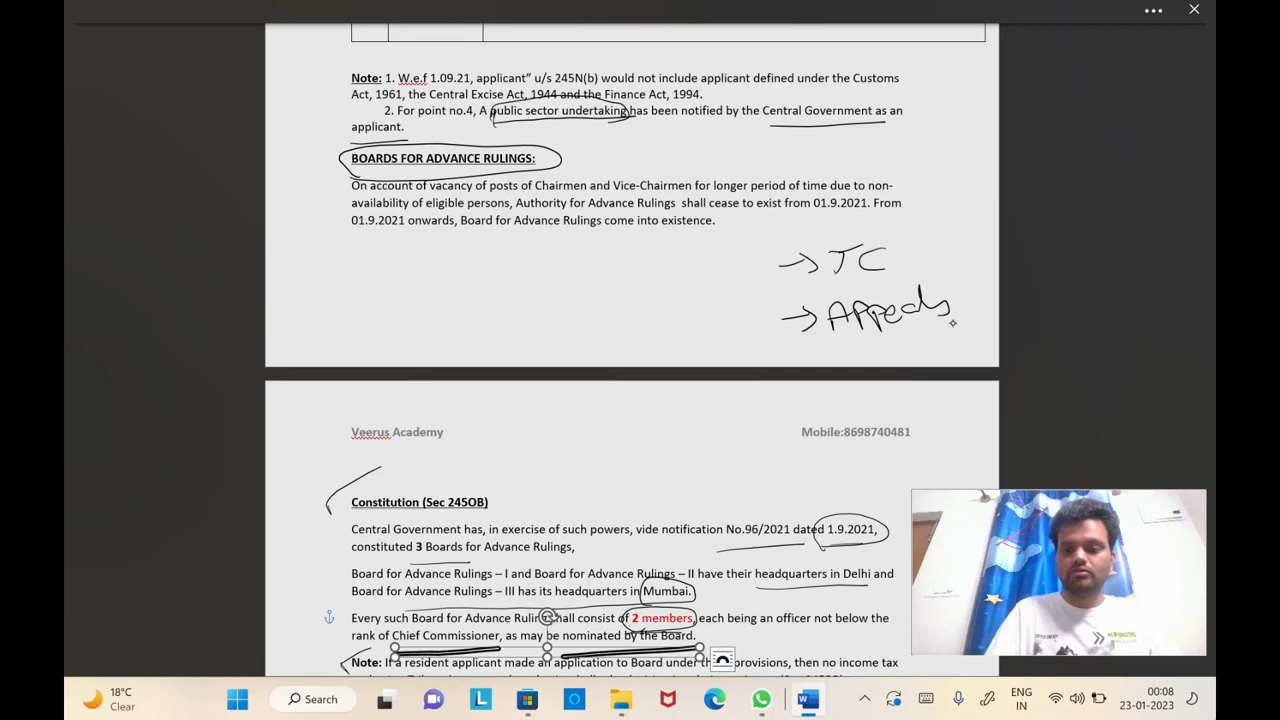 Note: 1. W.e.f 1.09.21, applicant” u/s 245N(b) would not include applicant defined under the Customs
Act, 1961, the Central Excise Act, 1944 and the Finance Act, 1994.
2. For point no.4, A public sector undertaking has been notified by the Central Government as an
applicant.
BOARDS FOR ADVANCE RULINGS:
On account of vacancy of posts of Chairmen and Vice-Chairmen for longer period of time due to non-
availability of eligible persons, Authority for Advance Rulings shall cease to exist from 01.9.2021. From
01.9.2021 onwards, Board for Advance Rulings come into existence.
→ JC
→ Appeals
Veerus Academy Mobile:8698740481
Constitution (Sec 245OB)
Central Government has, in exercise of such powers, vide notification No.96/2021 dated 1.9.2021,
constituted 3 Boards for Advance Rulings,
Board for Advance Rulings – I and Board for Advance Rulings – II have their headquarters in Delhi and
Board for Advance Rulings – III has its headquarters in Mumbai.
Every such Board for Advance Rulin shall consist of 2 members, each being an officer not below the
rank of Chief Commissioner, as may be nominated by the Board.
Note: If a resident applicant made an application to Board under provisions, then no income tax
18°C
Clear
Search
ENG
IN
00:08
23-01-2023